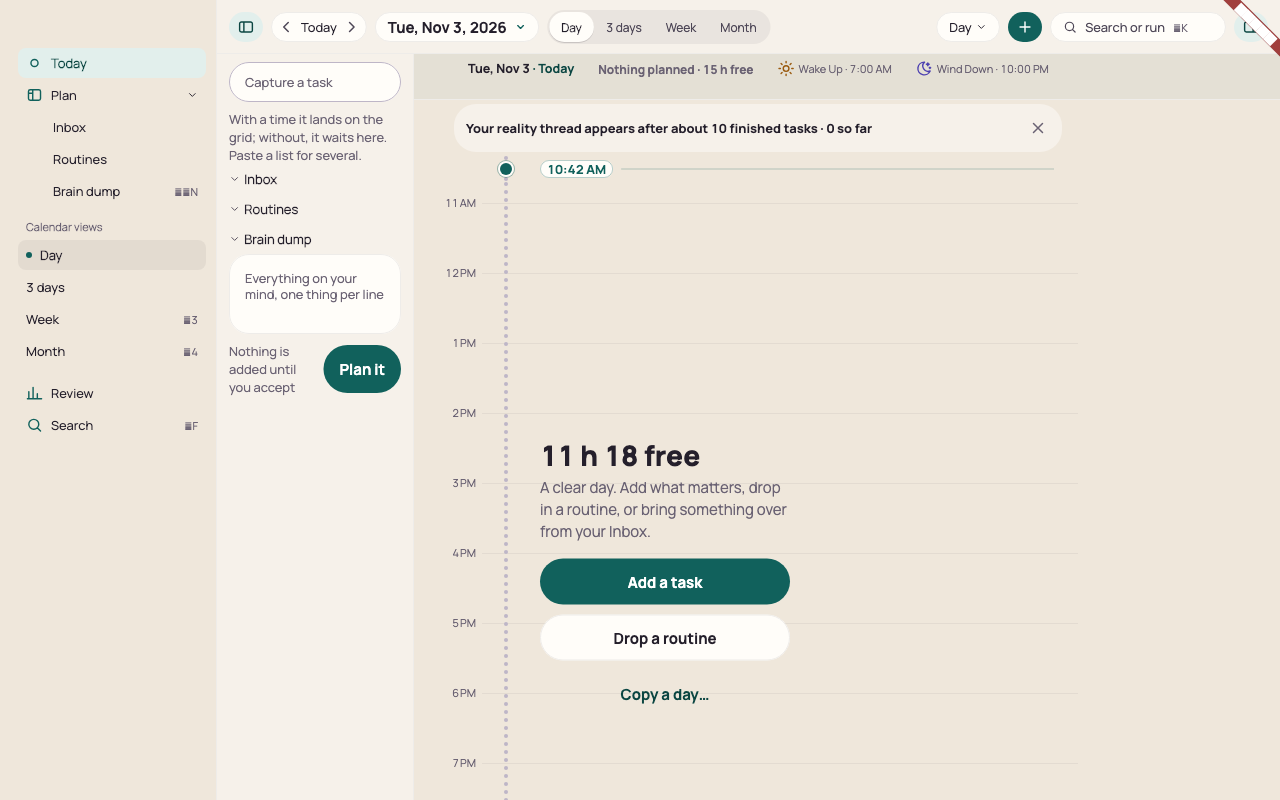 Today
Tue, Nov 3, 2026
Day
3 days
Week
Month
Day
Search or run
K
Today
Plan
Inbox
Routines
Brain dump
N
Calendar views
Day
3 days
Week
3
Month
4
Review
Search
F
Capture a task
With a time it lands on the
grid; without, it waits here.
Paste a list for several.
Inbox
Routines
Brain dump
Everything on your
mind, one thing per line
Nothing is
added until
you accept
Plan it
Tue, Nov 3 · Today
Nothing planned · 15 h free
Wake Up · 7:00 AM
Wind Down · 10:00 PM
Your reality thread appears after about 10 finished tasks · 0 so far
10:42 AM
11 AM
12 PM
1 PM
2 PM
11 h 18 free
3 PM
A clear day. Add what matters, drop
in a routine, or bring something over
from your Inbox.
4 PM
Add a task
5 PM
Drop a routine
6 PM
Copy a day…
7 PM